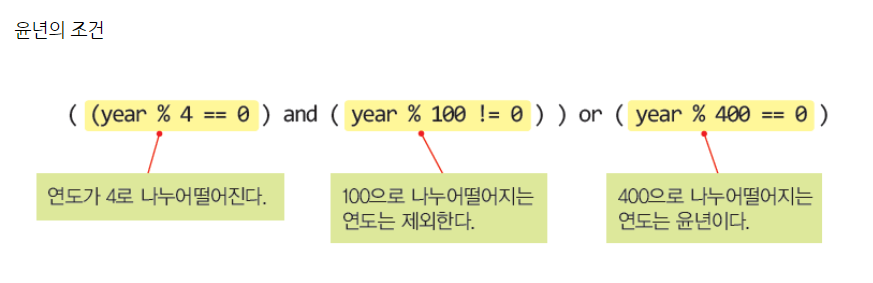 윤년의 조건
( (year % 4 == 0 ) and ( year % 100 != 0 ) ) or ( year % 400 == 0 )
연도가 4로 나누어떨어진다.
100으로 나누어떨어지는
연도는 제외한다.
400으로 나누어떨어지는
연도는 윤년이다.